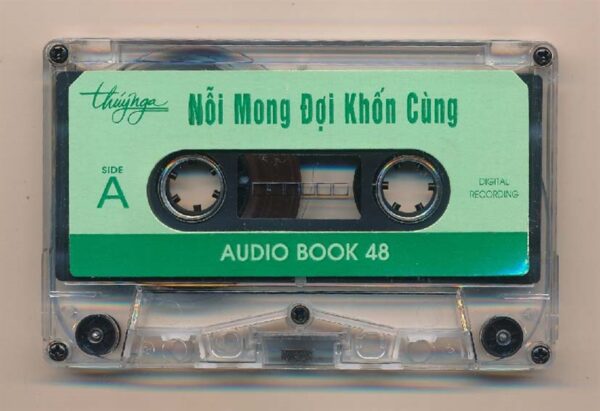 Thúy nga
Nỗi Mong Đợi Khốn Cùng
SIDE
A
DIGITAL
RECORDING
AUDIO BOOK 48